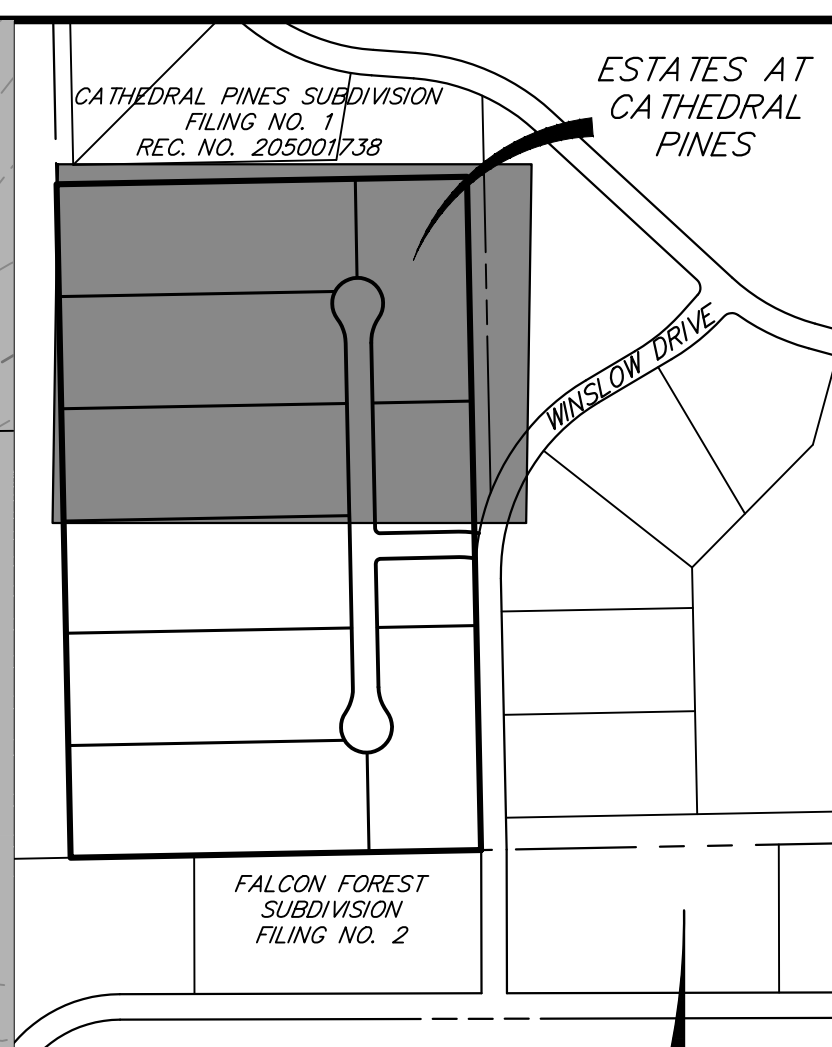 CATHEDRAL PINES SUBDIVISION
FILING NO. 1
REC. NO. 205001738
ESTATES AT
CATHEDRAL
PINES
WINSLOW DRIVE
FALCON FOREST
SUBDIVISION
FILING NO. 2